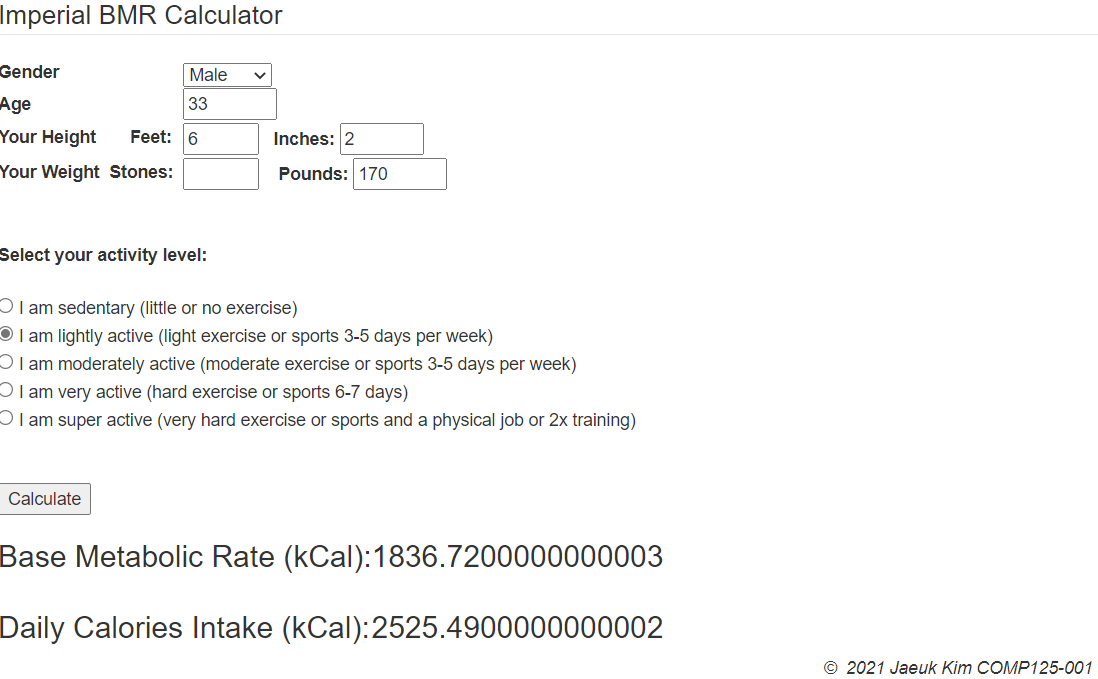 Imperial BMR Calculator
Gender Male
Age 33
Your Height Feet: 6 Inches: 2
Your Weight Stones: Pounds: 170
Select your activity level:
I am sedentary (little or no exercise)
I am lightly active (light exercise or sports 3-5 days per week)
I am moderately active (moderate exercise or sports 3-5 days per week)
I am very active (hard exercise or sports 6-7 days)
I am super active (very hard exercise or sports and a physical job or 2x training)
Calculate
Base Metabolic Rate (kCal):1836.7200000000003
Daily Calories Intake (kCal):2525.4900000000002
© 2021 Jaeuk Kim COMP125-001